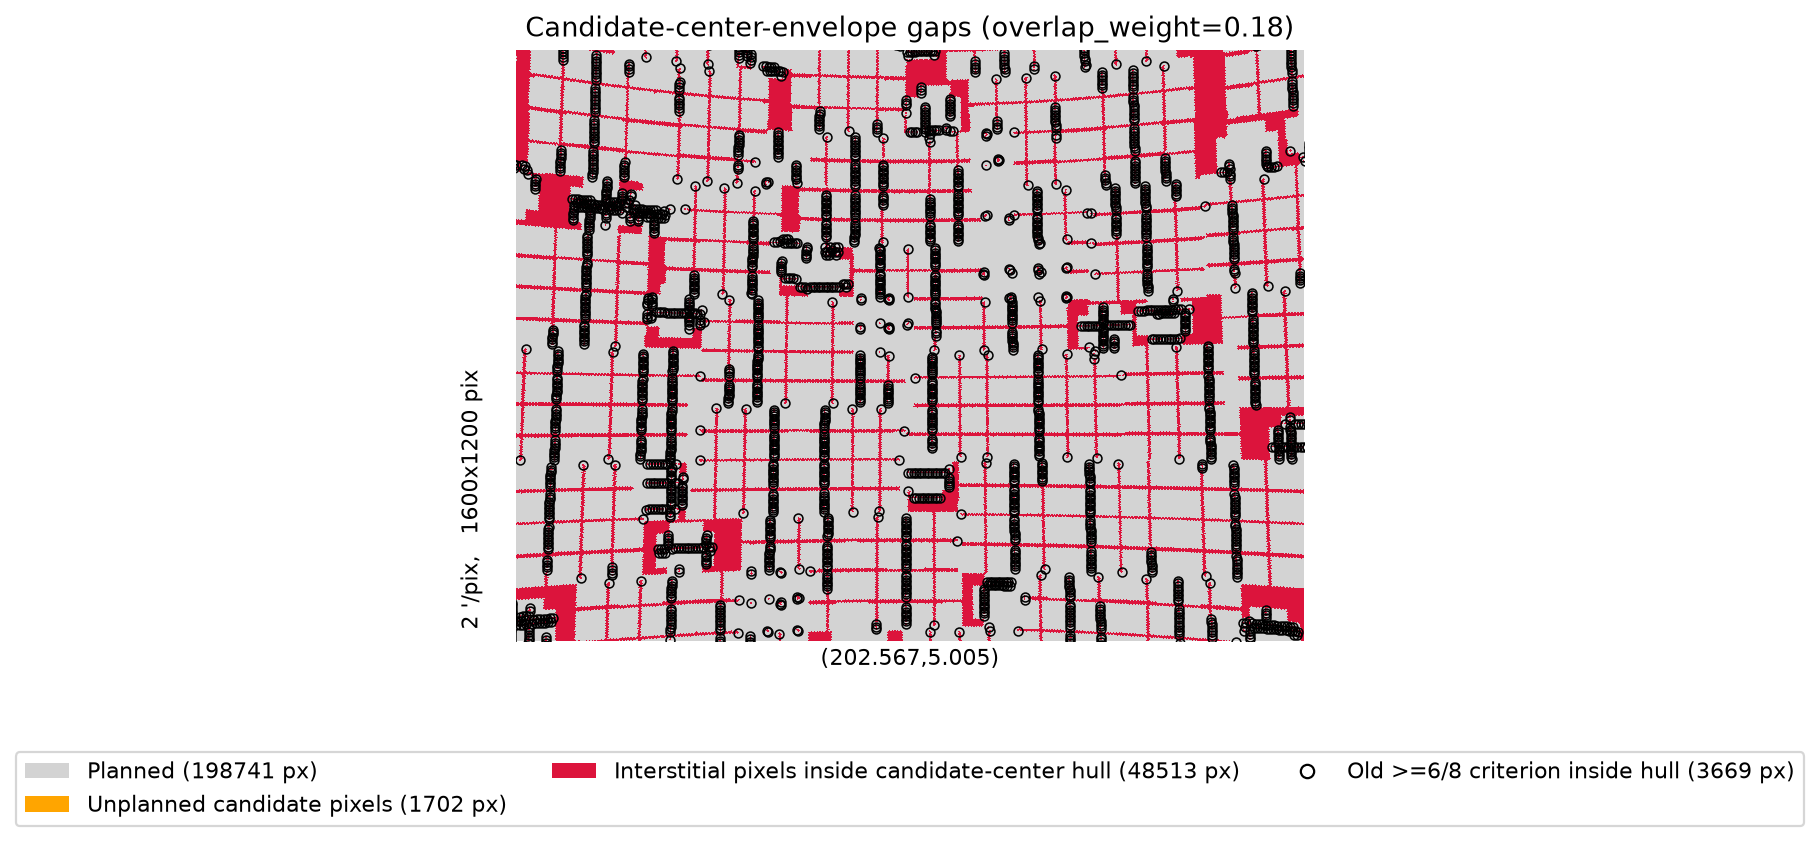 Candidate-center-envelope gaps (overlap_weight=0.18)
2 '/pix,   1600x1200 pix
(202.567,5.005)
Planned (198741 px)
Unplanned candidate pixels (1702 px)
Interstitial pixels inside candidate-center hull (48513 px)
Old >=6/8 criterion inside hull (3669 px)